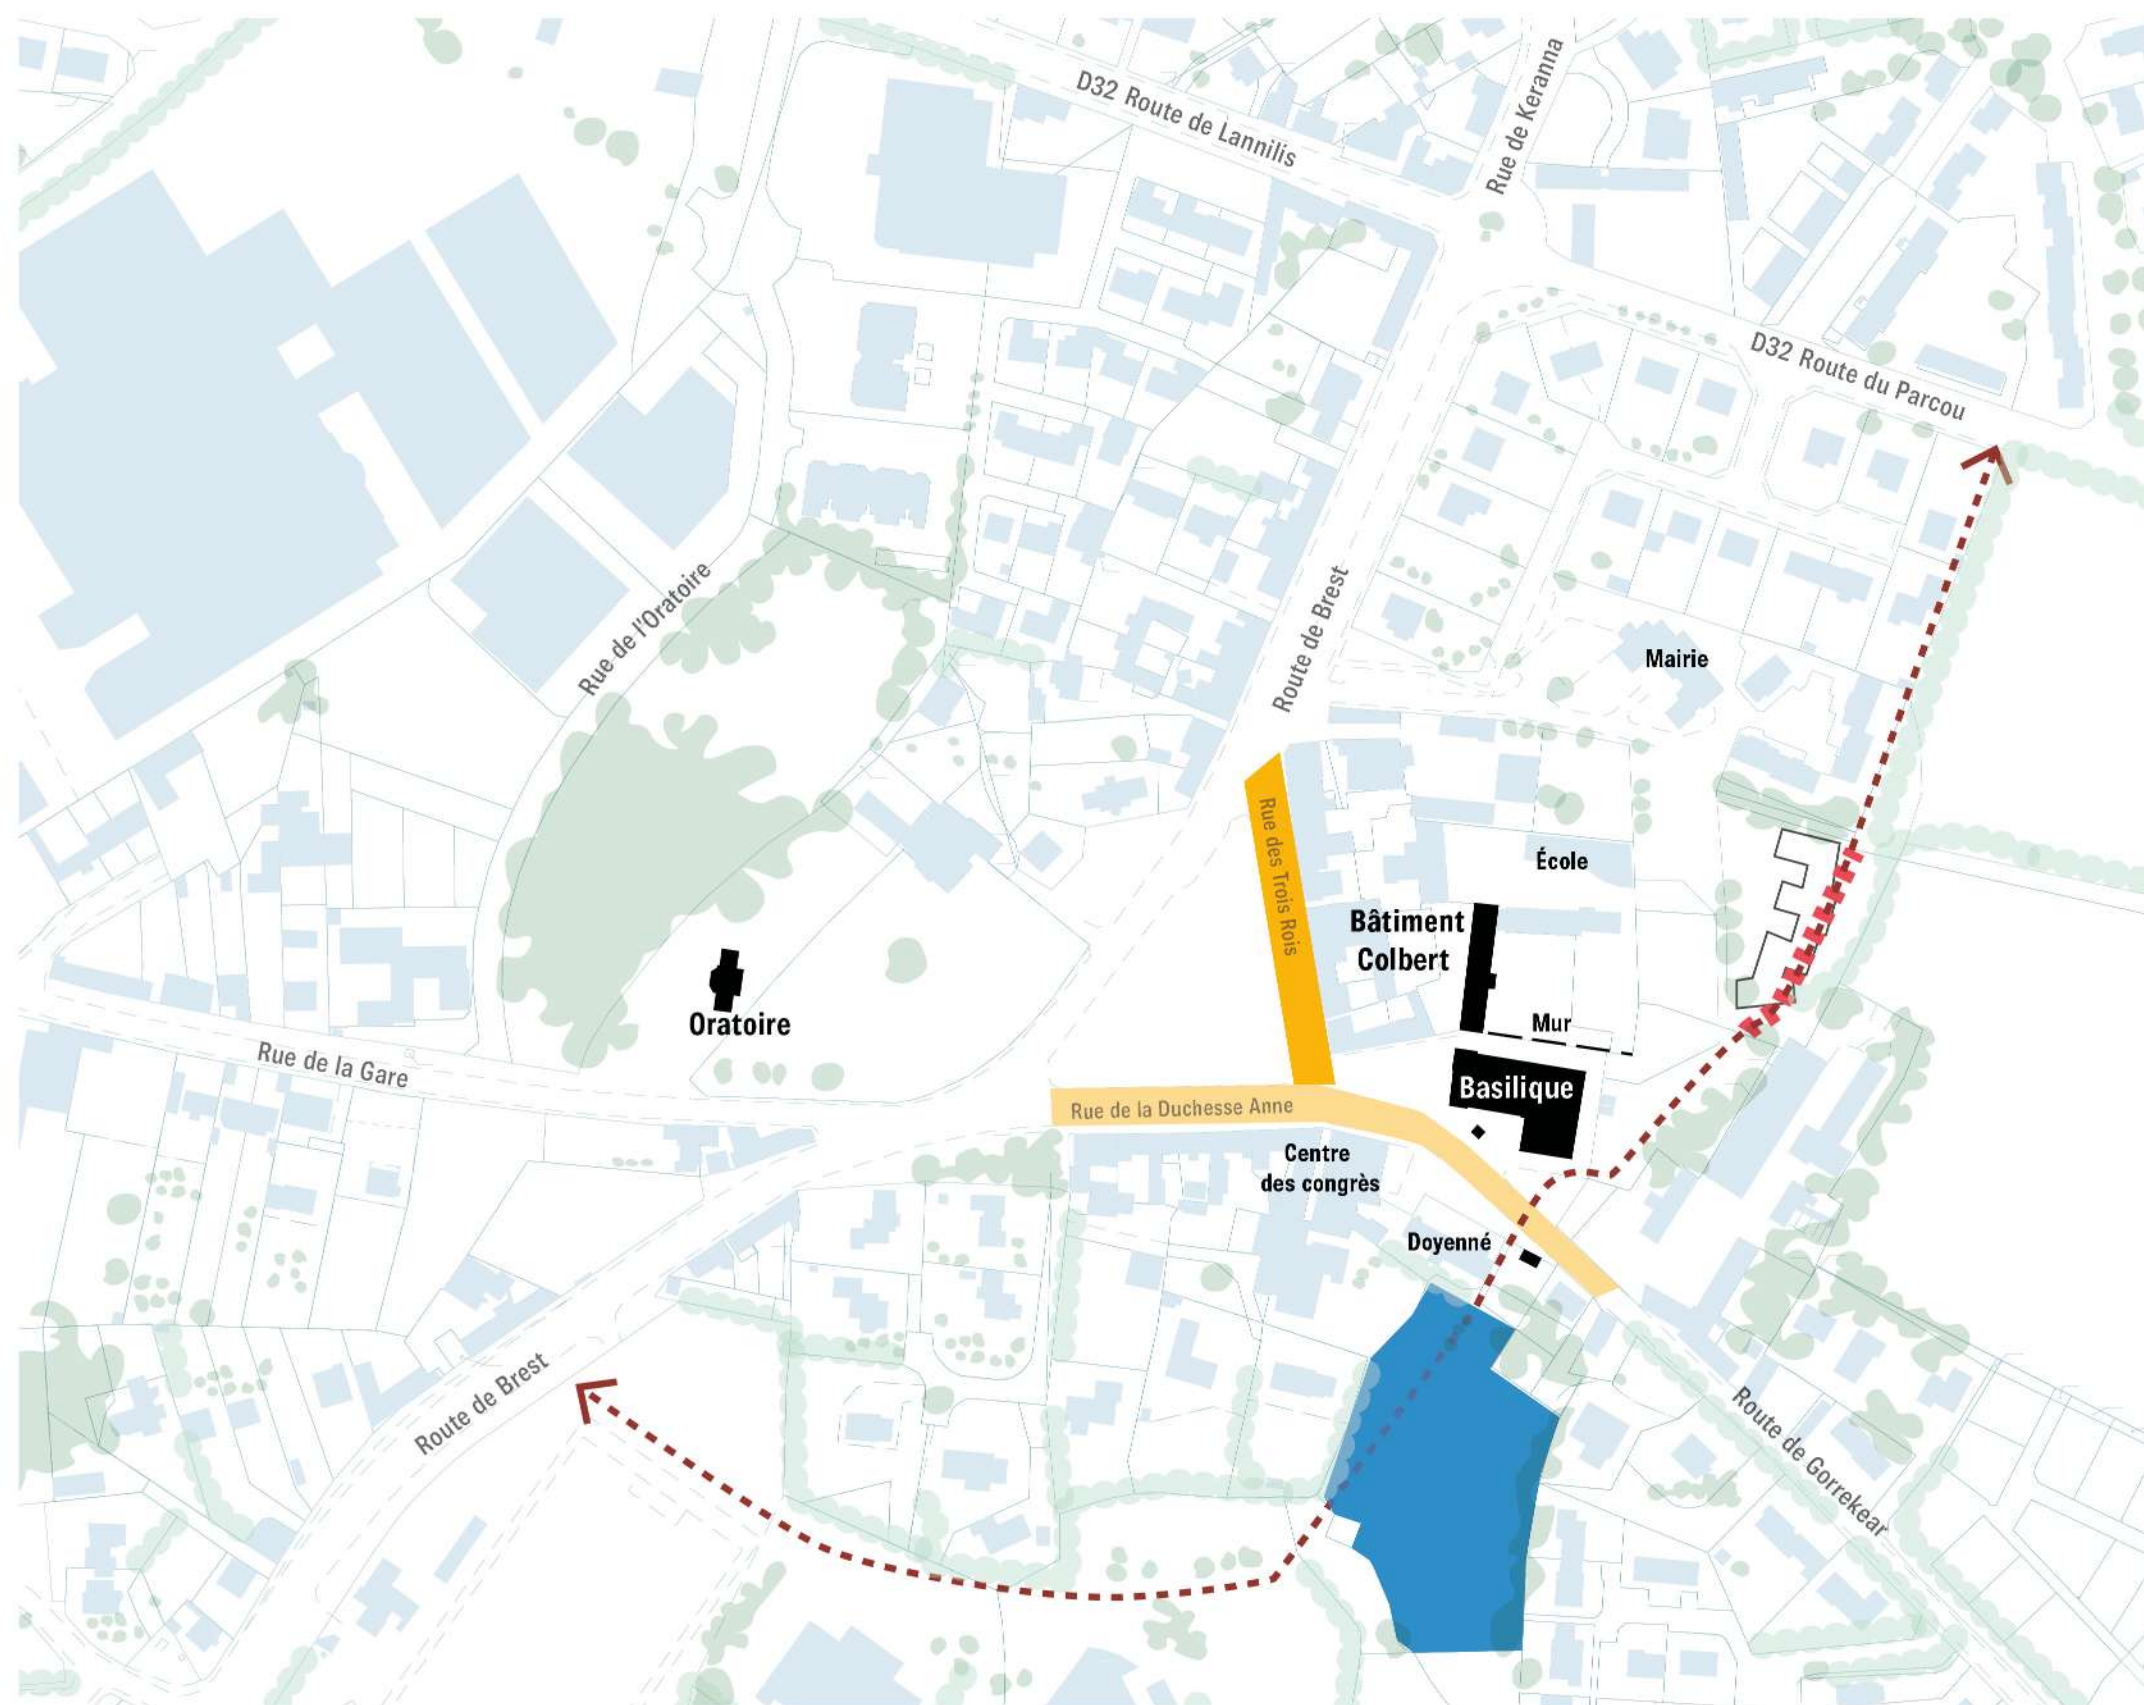 D32 Route de Lannilis
Rue de Keranna
D32 Route du Parcou
Rue de l'Oratoire
Route de Brest
Mairie
Rue des Trois Rois
École
Bâtiment
Colbert
Oratoire
Mur
Rue de la Gare
Basilique
Rue de la Duchesse Anne
Centre
des congrès
Doyenné
Route de Brest
Route de Gorrekear